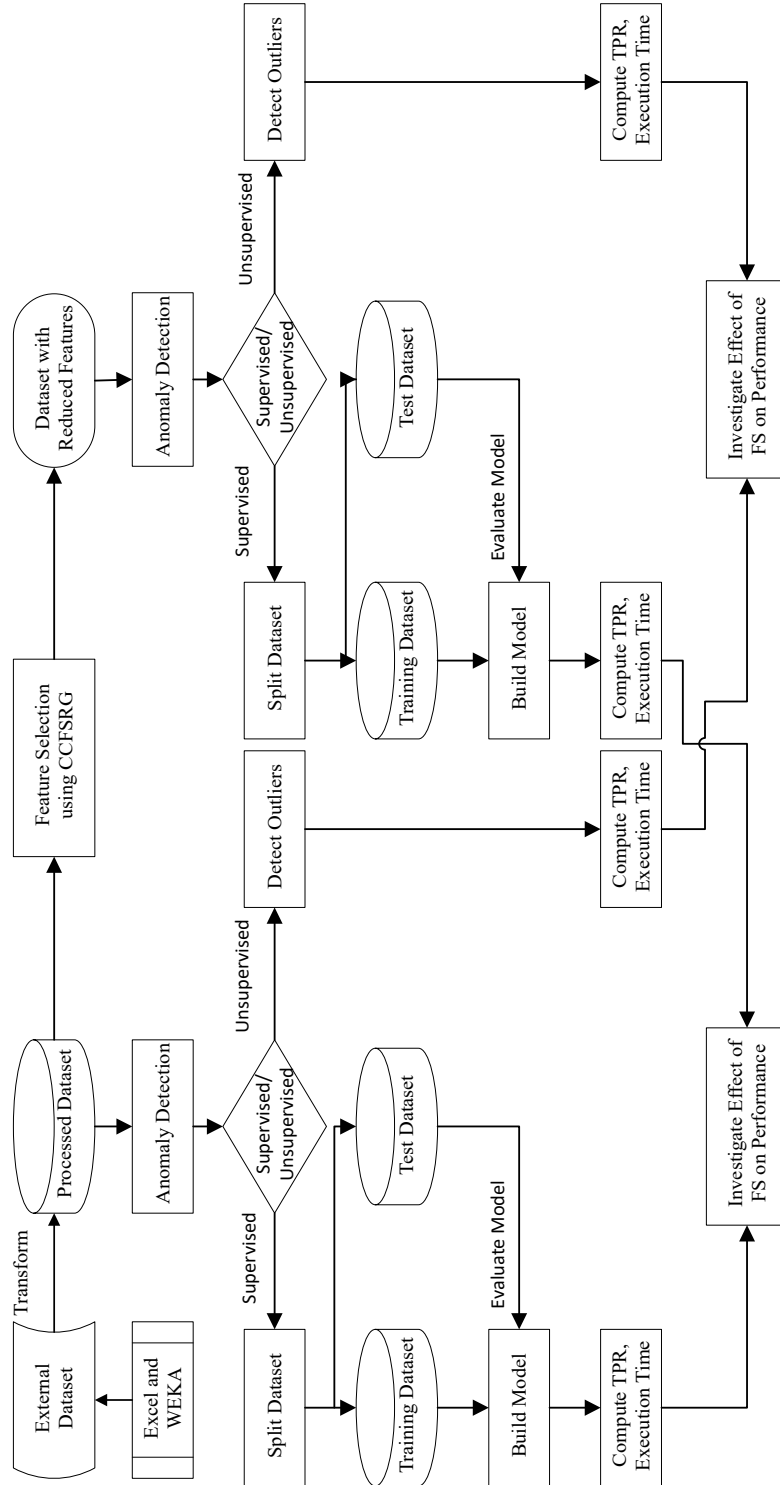 External
Dataset
Transform
Processed Dataset
Feature Selection
using CCFSRG
Dataset with
Reduced Features
Excel and
WEKA
Anomaly Detection
Anomaly Detection
Supervised
Supervised/
Unsupervised
Unsupervised
Supervised
Supervised/
Unsupervised
Unsupervised
Split Dataset
Detect Outliers
Split Dataset
Detect Outliers
Training Dataset
Test Dataset
Training Dataset
Test Dataset
Evaluate Model
Evaluate Model
Build Model
Build Model
Compute TPR,
Execution Time
Compute TPR,
Execution Time
Compute TPR,
Execution Time
Compute TPR,
Execution Time
Investigate Effect of
FS on Performance
Investigate Effect of
FS on Performance